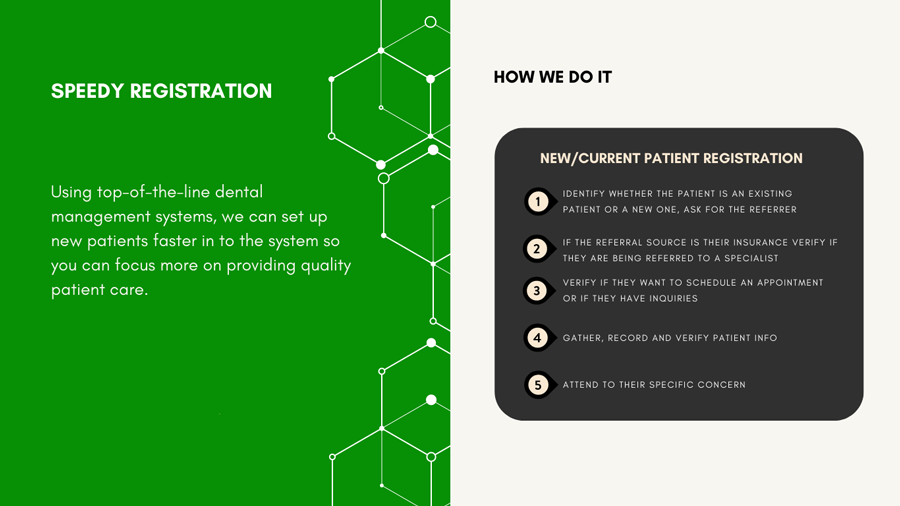 SPEEDY REGISTRATION
Using top-of-the-line dental
management systems, we can set up
new patients faster in to the system so
you can focus more on providing quality
patient care.
HOW WE DO IT
NEW/CURRENT PATIENT REGISTRATION
1
IDENTIFY WHETHER THE PATIENT IS AN EXISTING
PATIENT OR A NEW ONE, ASK FOR THE REFERRER
2
IF THE REFERRAL SOURCE IS THEIR INSURANCE VERIFY IF
THEY ARE BEING REFERRED TO A SPECIALIST
3
VERIFY IF THEY WANT TO SCHEDULE AN APPOINTMENT
OR IF THEY HAVE INQUIRIES
4
GATHER, RECORD AND VERIFY PATIENT INFO
5
ATTEND TO THEIR SPECIFIC CONCERN